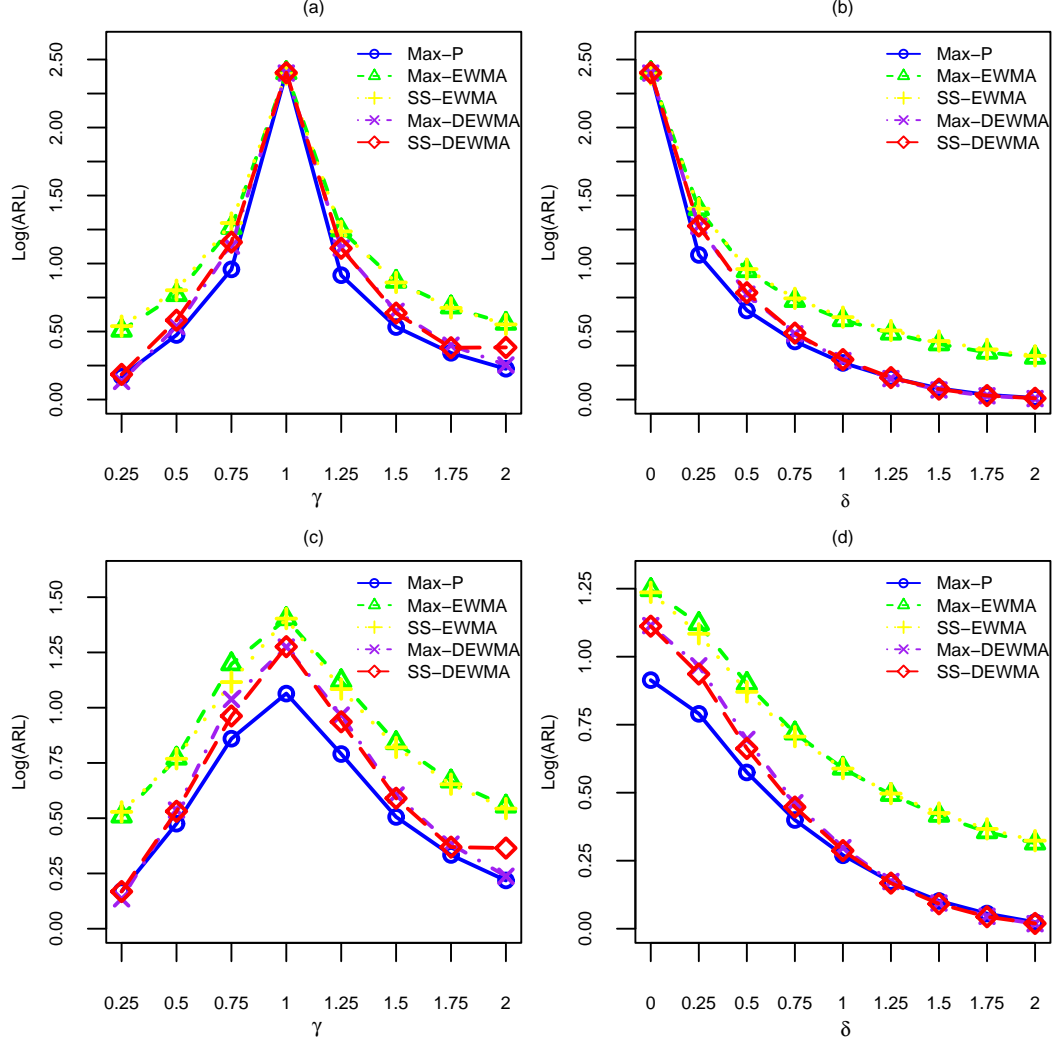 (a)
Log(ARL)
2.50
2.00
1.50
1.00
0.50
0.00
Max−P
Max−EWMA
SS−EWMA
Max−DEWMA
SS−DEWMA
0.25 0.5 0.75 1 1.25 1.5 1.75 2
γ
(b)
Log(ARL)
2.50
2.00
1.50
1.00
0.50
0.00
Max−P
Max−EWMA
SS−EWMA
Max−DEWMA
SS−DEWMA
0 0.25 0.5 0.75 1 1.25 1.5 1.75 2
δ
(c)
Log(ARL)
1.50
1.25
1.00
0.75
0.50
0.25
0.00
Max−P
Max−EWMA
SS−EWMA
Max−DEWMA
SS−DEWMA
0.25 0.5 0.75 1 1.25 1.5 1.75 2
γ
(d)
Log(ARL)
1.25
1.00
0.75
0.50
0.25
0.00
Max−P
Max−EWMA
SS−EWMA
Max−DEWMA
SS−DEWMA
0 0.25 0.5 0.75 1 1.25 1.5 1.75 2
δ